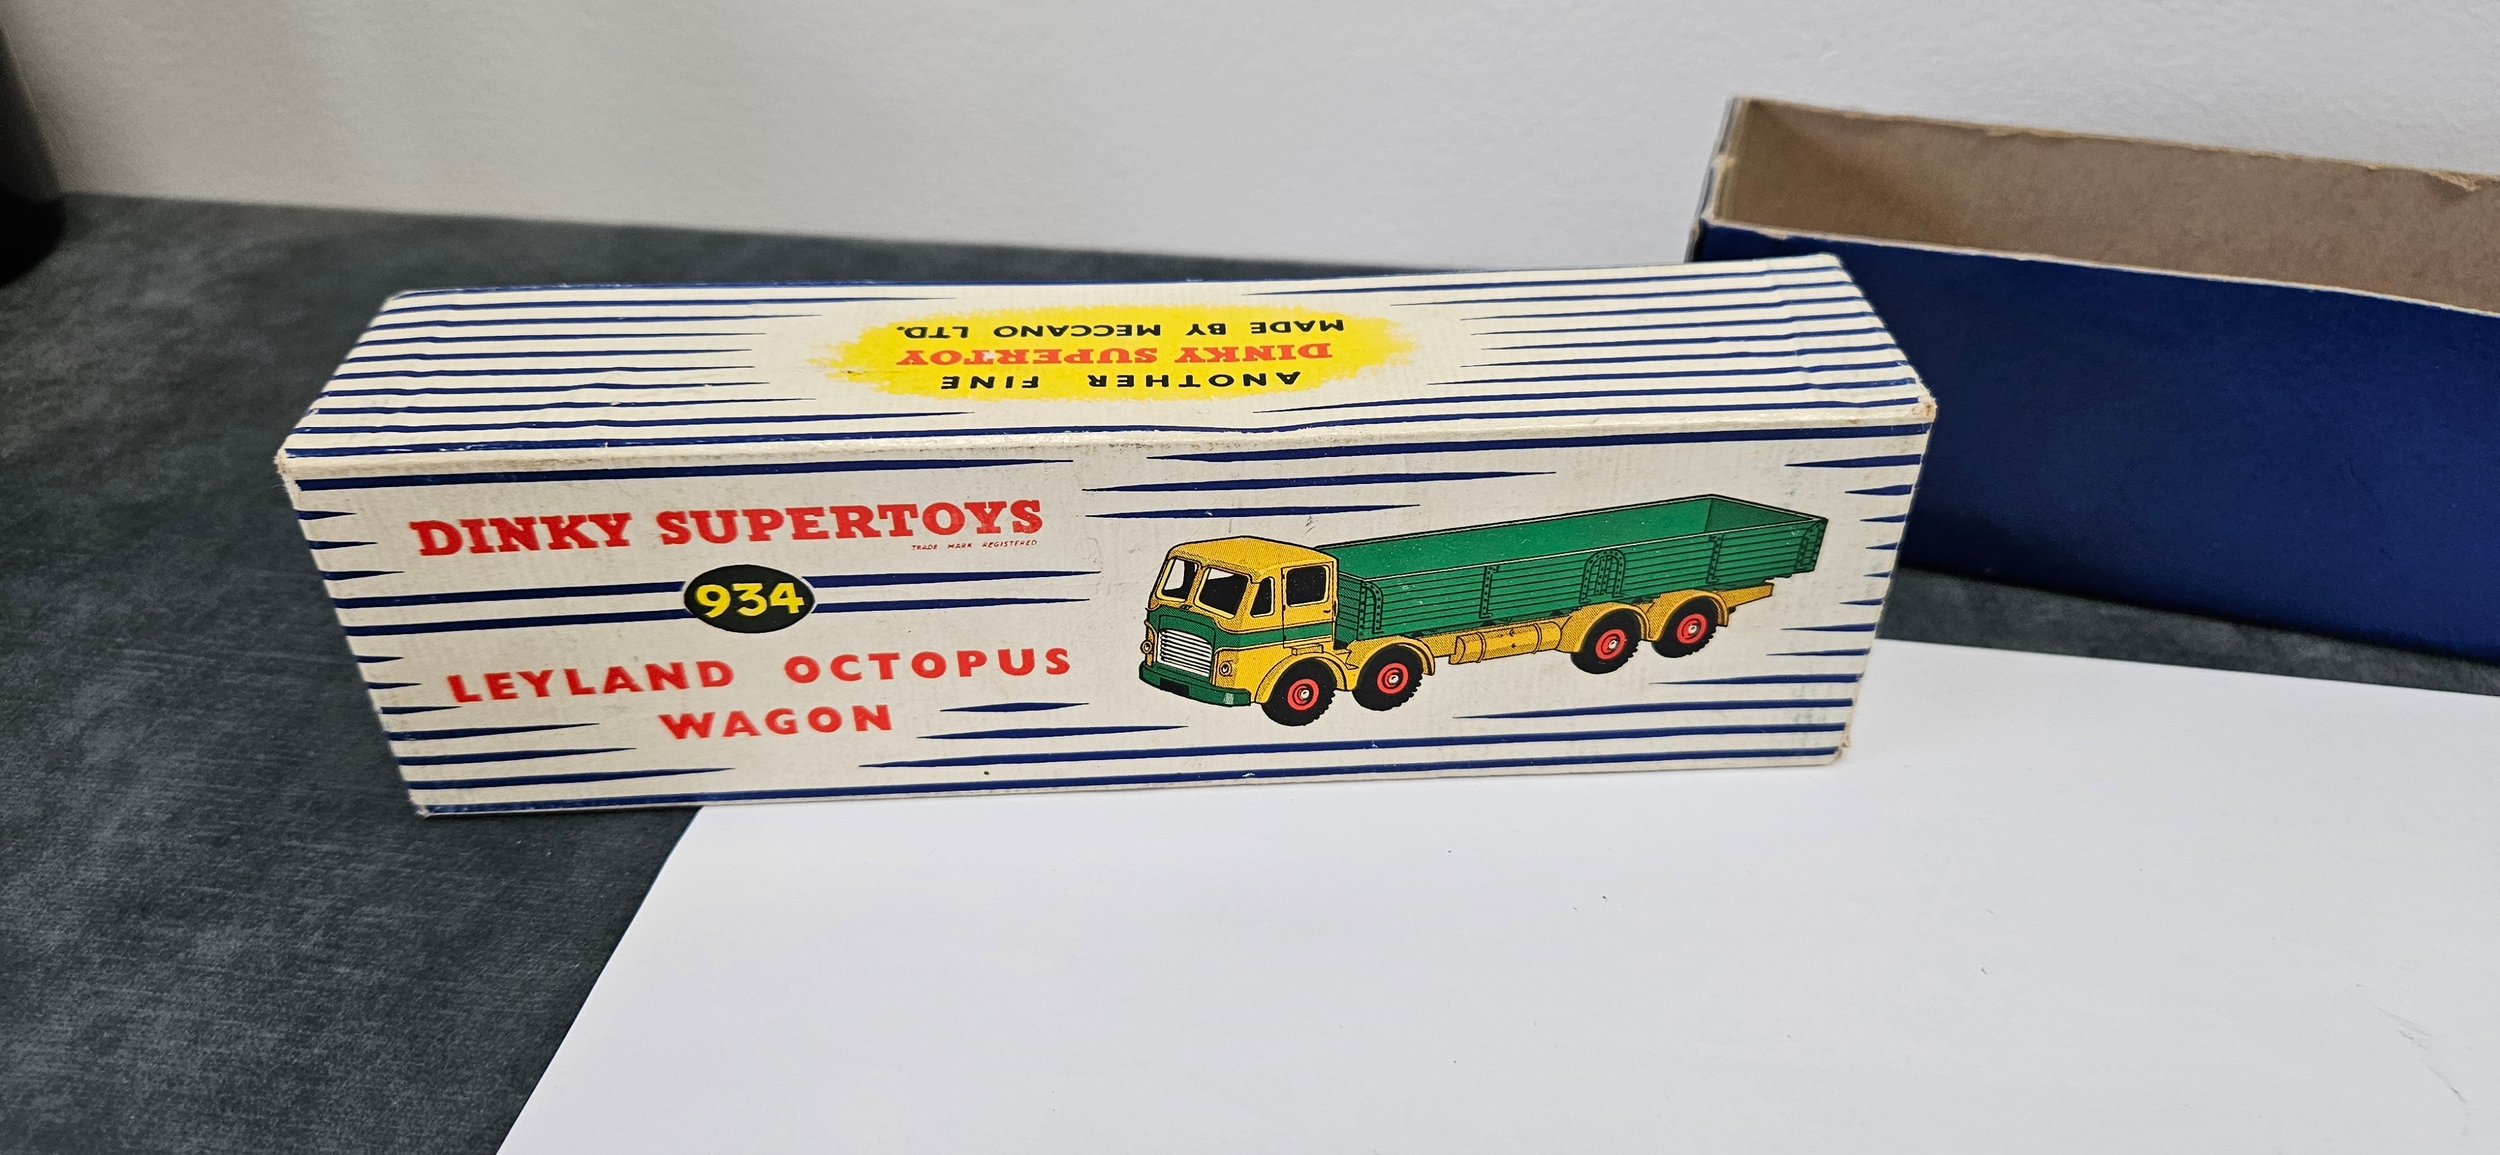 ANOTHER FINE
DINKY SUPERTOY
MADE BY MECCANO LTD.
DINKY SUPERTOYS
TRADE MARK REGISTERED
934
LEYLAND OCTOPUS
WAGON